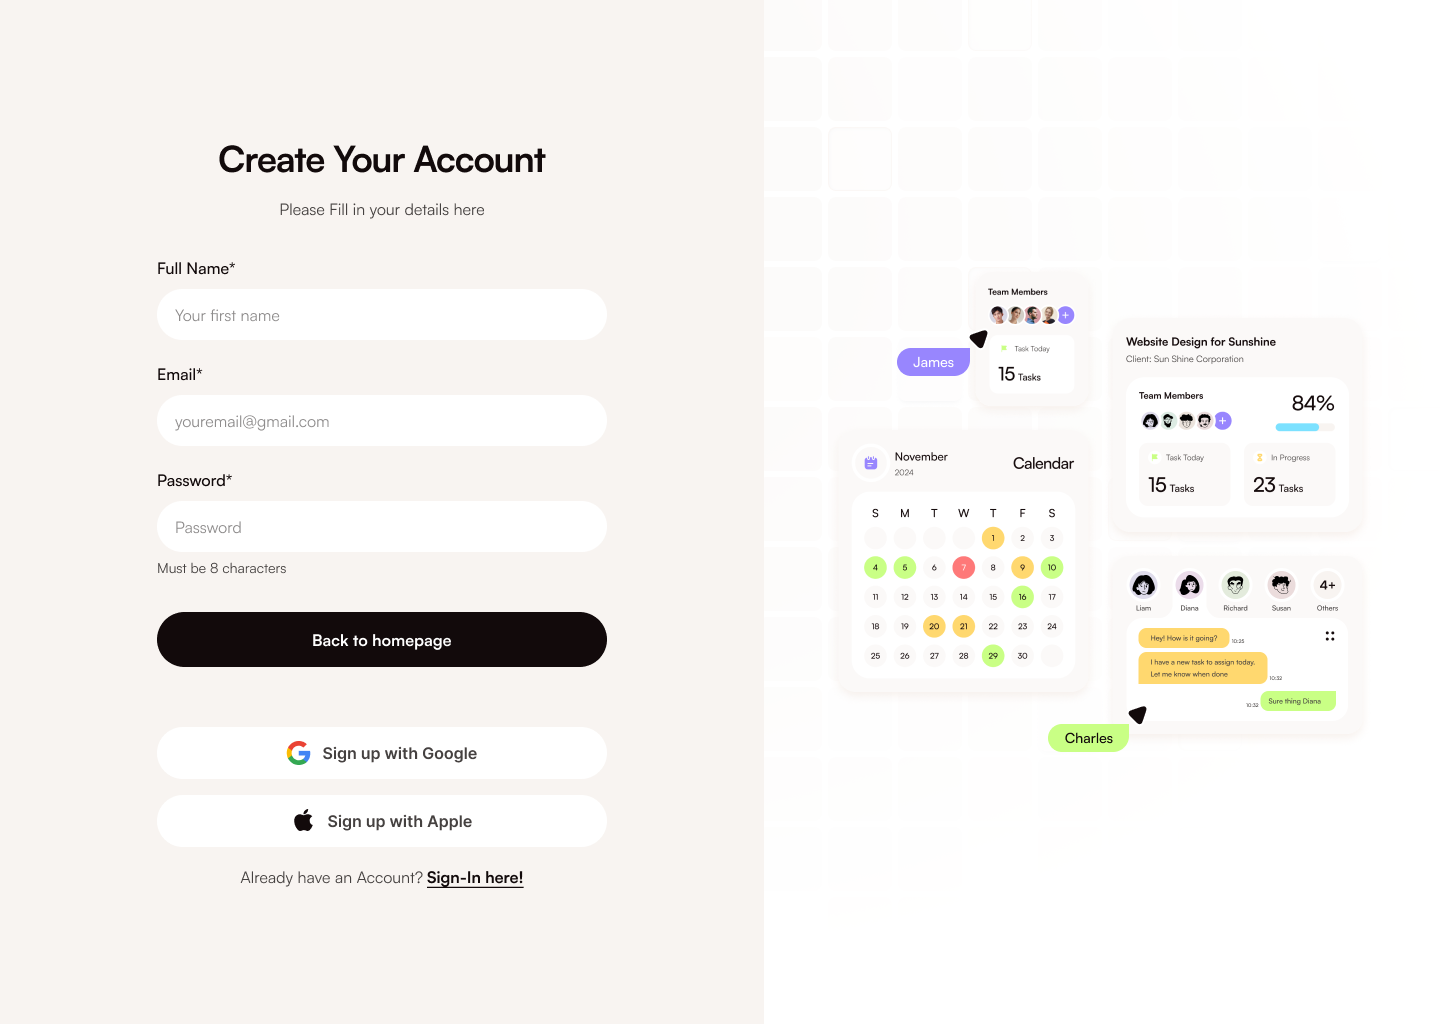 Create Your Account
Please Fill in your details here
Full Name*
Your first name
Email*
youremail@gmail.com
Password*
Password
Must be 8 characters
Back to homepage
Sign up with Google
Sign up with Apple
Already have an Account? Sign-In here!
Team Members
+
Task Today
15 Tasks
James
November
2024
Calendar
S M T W T F S
1 2 3
4 5 6 7 8 9 10
11 12 13 14 15 16 17
18 19 20 21 22 23 24
25 26 27 28 29 30
Website Design for Sunshine
Client: Sun Shine Corporation
Team Members
+
84%
Task Today
15 Tasks
In Progress
23 Tasks
4+
Liam Diana Richard Susan Others
Hey! How is it going? 10:25
I have a new task to assign today.
Let me know when done 10:32
10:32 Sure thing Diana
Charles